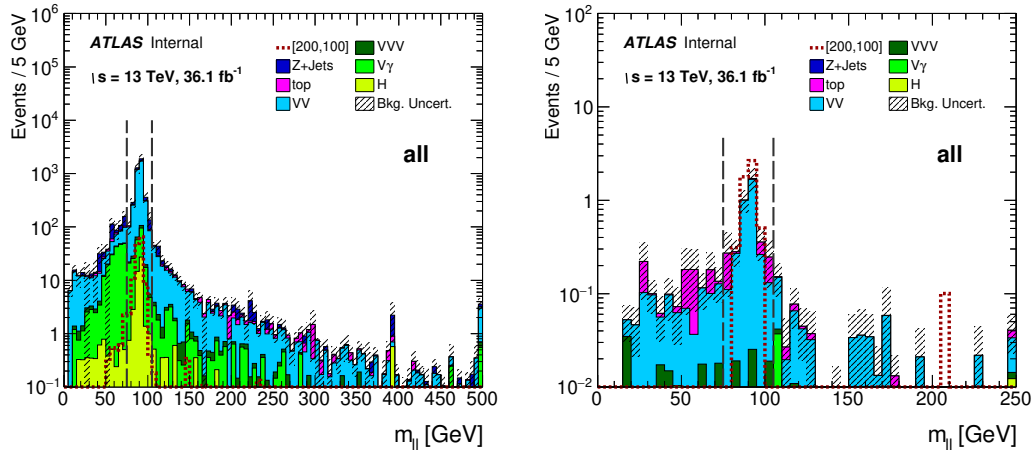 Events / 5 GeV
10⁶
10⁵
10⁴
10³
10²
10
1
10⁻¹
ATLAS Internal
\s = 13 TeV, 36.1 fb⁻¹
[200,100]
Z+Jets
top
VV
VVV
Vγ
H
Bkg. Uncert.
all
0 50 100 150 200 250 300 350 400 450 500
m_ll [GeV]
Events / 5 GeV
10²
10
1
10⁻¹
10⁻²
ATLAS Internal
\s = 13 TeV, 36.1 fb⁻¹
[200,100]
Z+Jets
top
VV
VVV
Vγ
H
Bkg. Uncert.
all
0 50 100 150 200 250
m_ll [GeV]